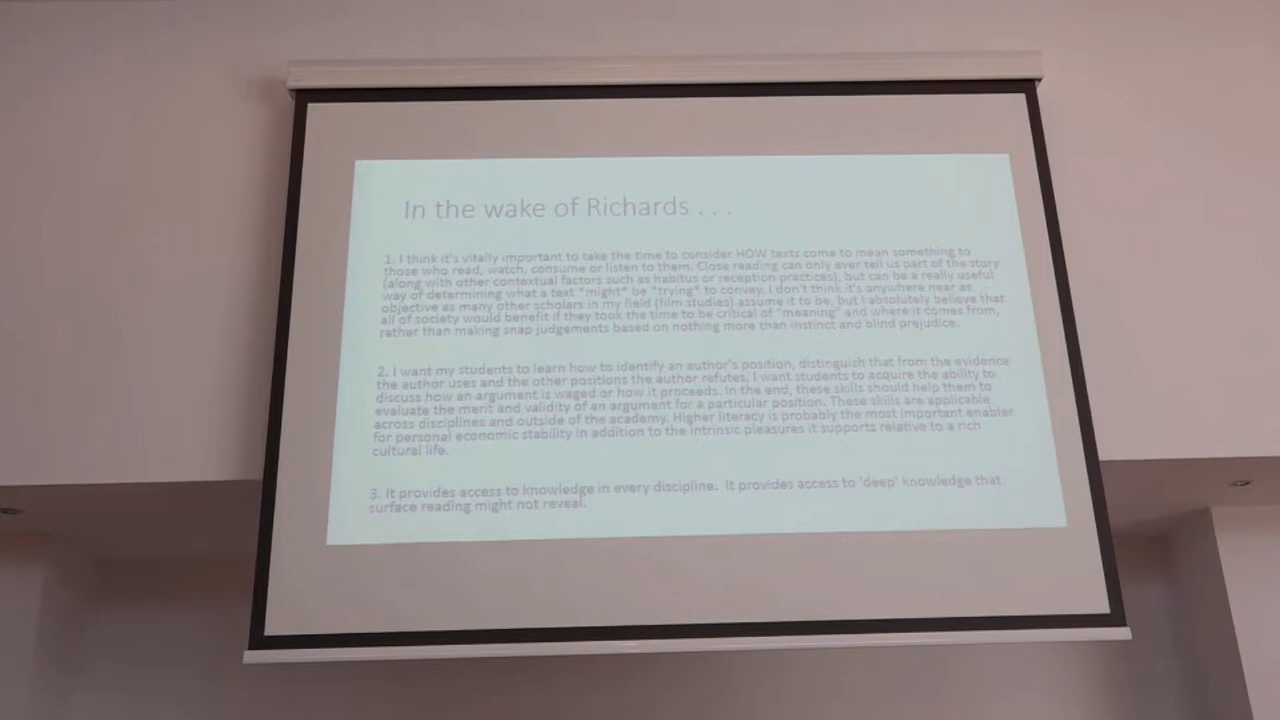 In the wake of Richards . . .
1. I think it's vitally important to take the time to consider HOW texts come to mean something to
those who read, watch, consume or listen to them. Close reading can only ever tell us part of the story
(along with other contextual factors such as habitus or reception practices), but can be a really useful
way of determining what a text "might" be "trying" to convey. I don't think it's anywhere near as
objective as many other scholars in my field (film studies) assume it to be, but I absolutely believe that
all of society would benefit if they took the time to be critical of "meaning" and where it comes from,
rather than making snap judgements based on nothing more than instinct and blind prejudice.
2. I want my students to learn how to identify an author's position, distinguish that from the evidence
the author uses and the other positions the author refutes. I want students to acquire the ability to
discuss how an argument is waged or how it proceeds. In the end, these skills should help them to
evaluate the merit and validity of an argument for a particular position. These skills are applicable
across disciplines and outside of the academy. Higher literacy is probably the most important enabler
for personal economic stability in addition to the intrinsic pleasures it supports relative to a rich
cultural life.
3. It provides access to knowledge in every discipline. It provides access to 'deep' knowledge that
surface reading might not reveal.